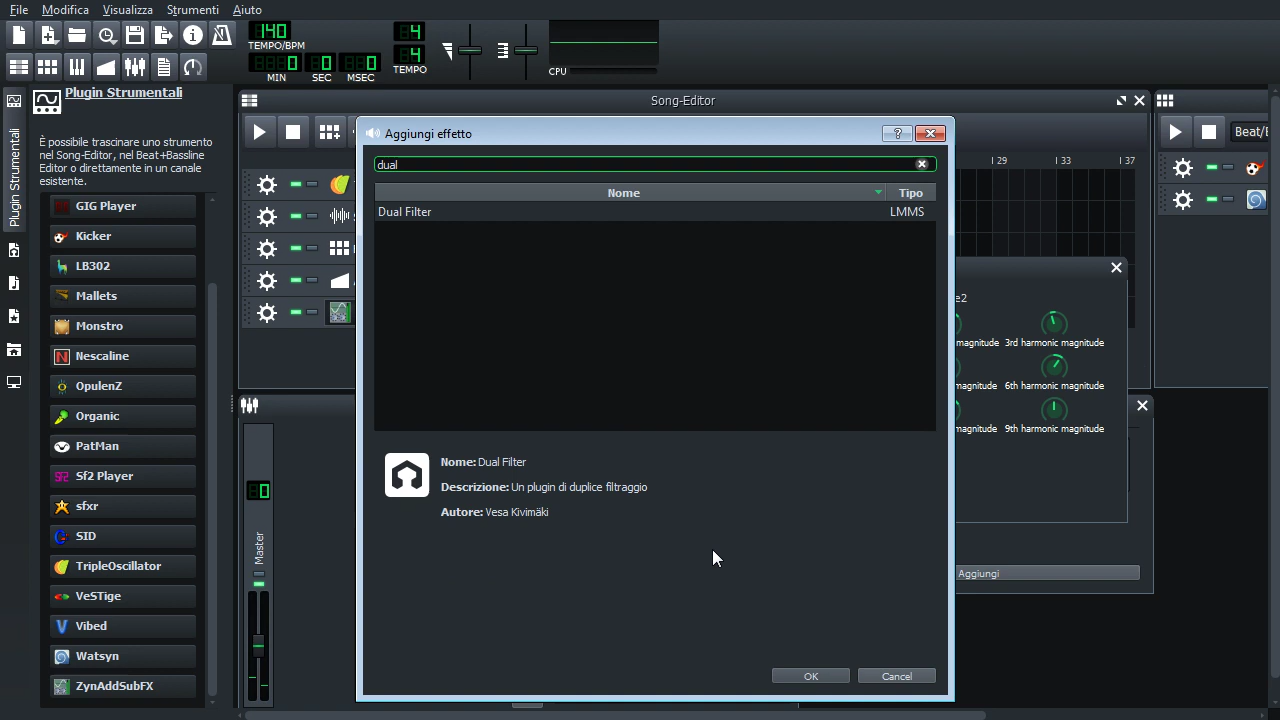 File Modifica Visualizza Strumenti Aiuto
140
TEMPO/BPM
0 0 0
MIN SEC MSEC
4
4
TEMPO
CPU
Plugin Strumentali
Plugin Strumentali
È possibile trascinare uno strumento
nel Song-Editor, nel Beat+Bassline
Editor o direttamente in un canale
esistente.
GIG Player
Kicker
LB302
Mallets
Monstro
Nescaline
OpulenZ
Organic
PatMan
Sf2 Player
sfxr
SID
TripleOscillator
VeSTige
Vibed
Watsyn
ZynAddSubFX
Song-Editor
29 33 37
Beat/B
Aggiungi effetto
dual
Nome Tipo
Dual Filter LMMS
Nome: Dual Filter
Descrizione: Un plugin di duplice filtraggio
Autore: Vesa Kivimäki
OK Cancel
e2
magnitude 3rd harmonic magnitude
magnitude 6th harmonic magnitude
magnitude 9th harmonic magnitude
Aggiungi
0
Master